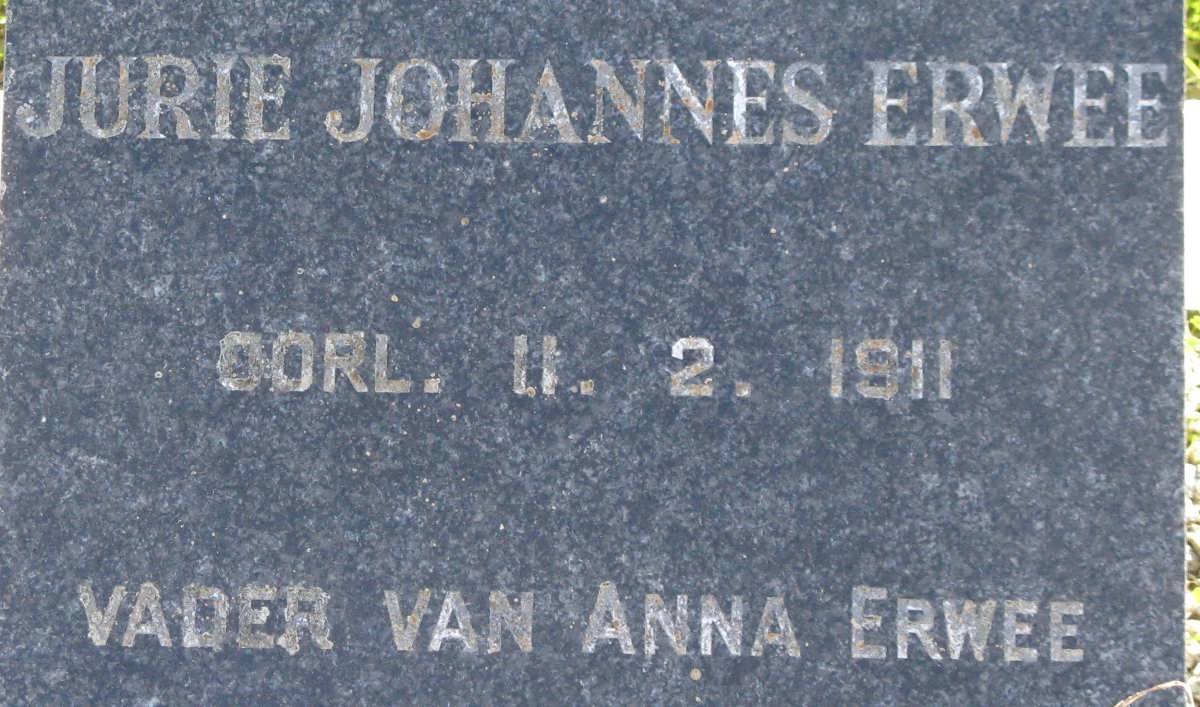 JURIE JOHANNES ERWEE
OORL. 11. 2. 1911
VADER VAN ANNA ERWEE